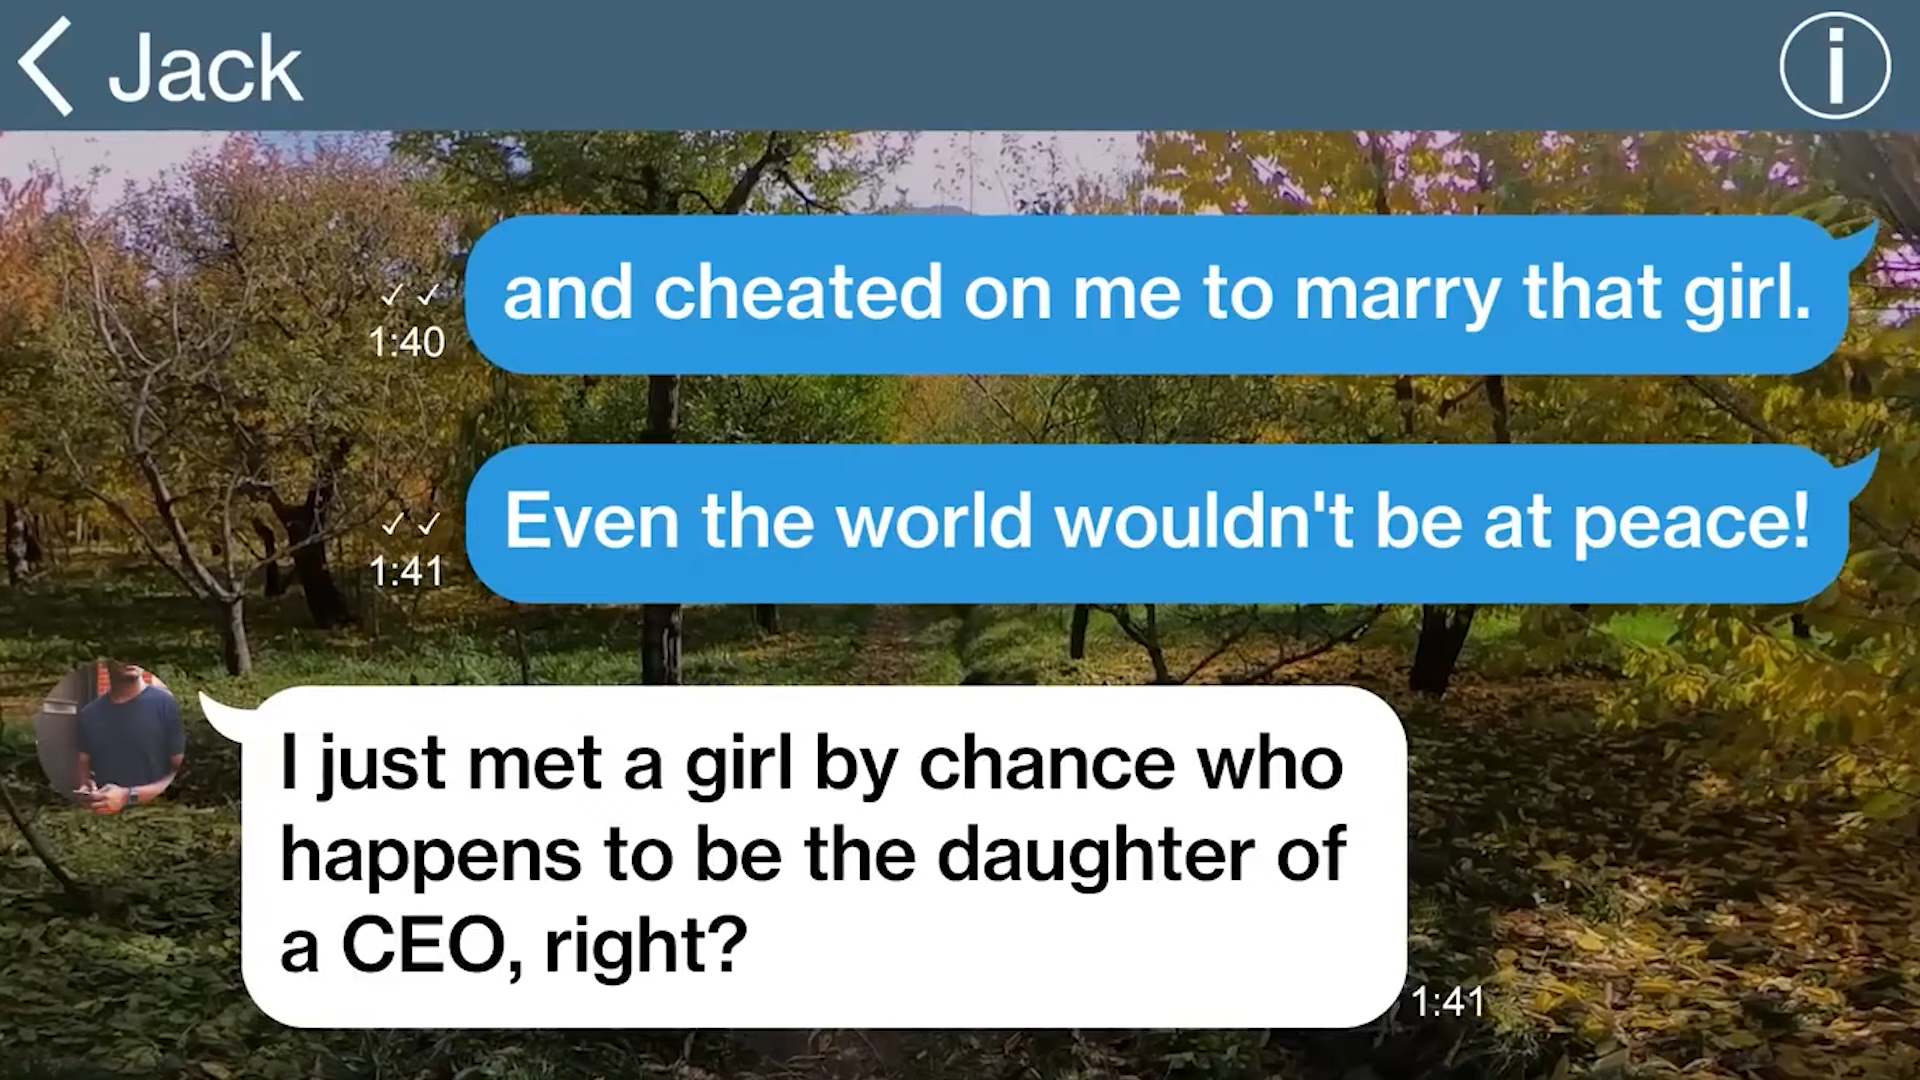 Jack
and cheated on me to marry that girl.
✓✓
1:40
Even the world wouldn't be at peace!
✓✓
1:41
I just met a girl by chance who
happens to be the daughter of
a CEO, right?
1:41